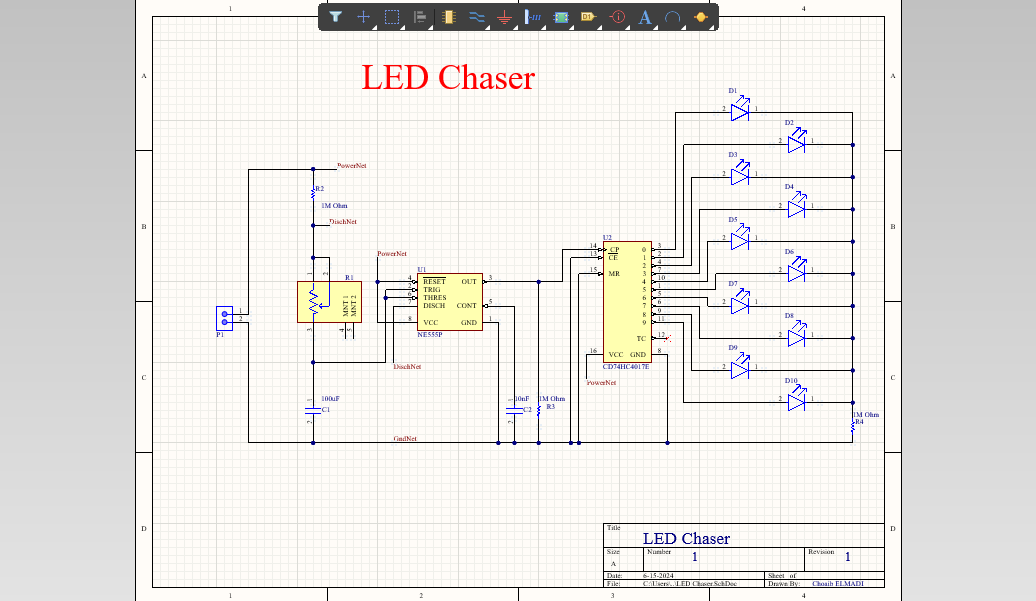 1
4
LED Chaser
A
A
D1
2
1
D2
2
1
D3
2
1
PowerNet
R2
1M Ohm
D4
2
1
DischNet
D5
2
1
B
B
PowerNet
U2
14
CP
0
3
13
CE
1
2
2
4
15
MR
3
7
4
10
5
1
6
5
7
6
8
9
9
11
TC
12
16
VCC
GND
8
CD74HC4017E
PowerNet
D6
2
1
1
2
R1
MNT 1
MNT 2
3
4
5
U1
4
RESET
OUT
3
2
TRIG
6
THRES
7
DISCH
CONT
5
8
VCC
GND
1
NE555P
D7
2
1
1
2
P1
D8
2
1
D9
2
1
DischNet
C
C
D10
2
1
1
100uF
C1
2
1
10uF
C2
2
1M Ohm
R3
1M Ohm
R4
GndNet
D
D
Title
LED Chaser
Size
Number
Revision
A
1
1
Date:
6-15-2024
Sheet of
File:
C:\Users\..\LED Chaser.SchDoc
Drawn By:
Choaib ELMADI
1
2
3
4